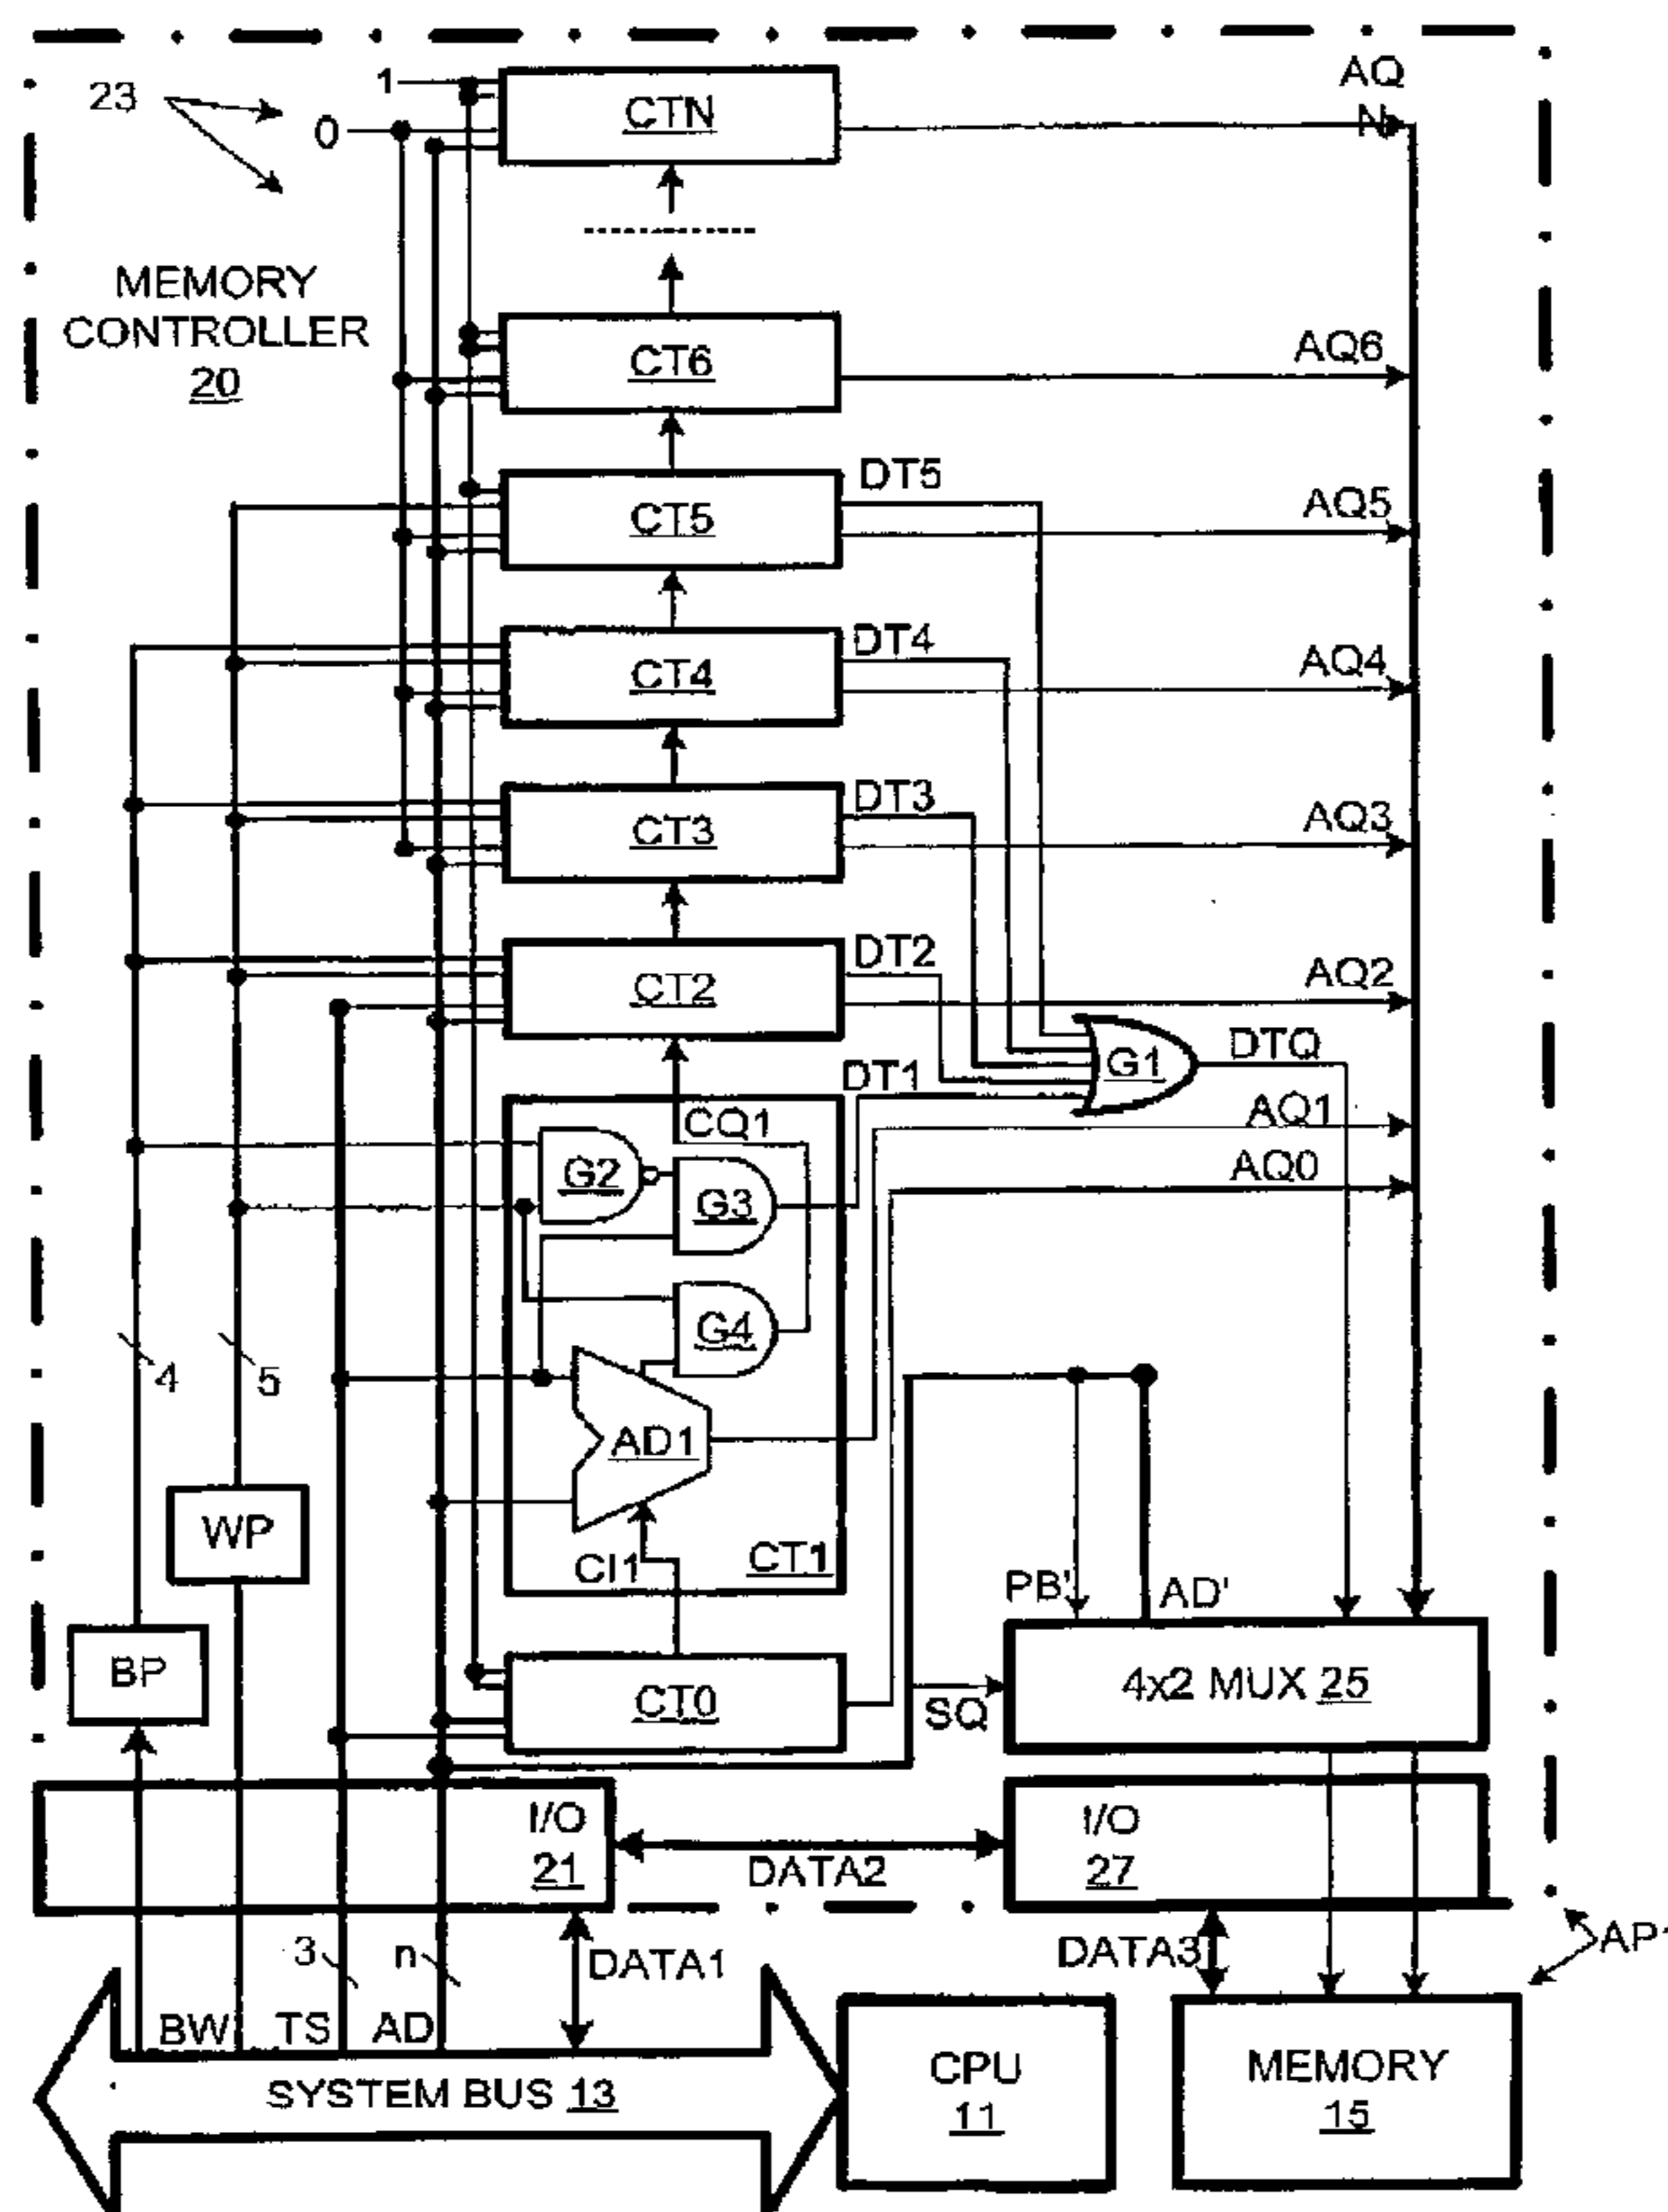 23
1
0
CTN
AQ
N
MEMORY
CONTROLLER
20
CT6
AQ6
DT5
CT5
AQ5
DT4
CT4
AQ4
DT3
CT3
AQ3
DT2
CT2
AQ2
G1
DTQ
DT1
CQ1
AQ1
G2
G3
AQ0
G4
4
5
AD1
WP
CI1
CT1
PB'
AD'
BP
CT0
SQ
4x2 MUX 25
I/O
21
DATA2
I/O
27
3
n
DATA1
DATA3
AP1
BW
TS
AD
SYSTEM BUS 13
CPU
11
MEMORY
15